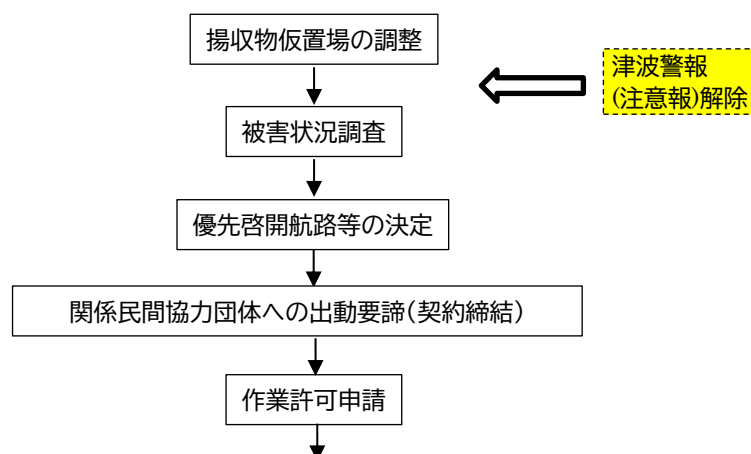 揚収物仮置場の調整
津波警報
(注意報)解除
被害状況調査
優先啓開航路等の決定
関係民間協力団体への出動要諦(契約締結)
作業許可申請